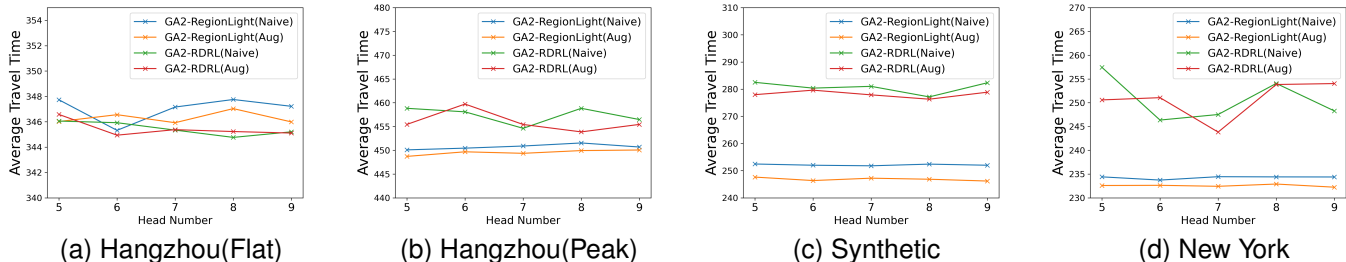 354
352
350
348
346
344
342
340
Average Travel Time
5 6 7 8 9
Head Number
GA2-RegionLight(Naive)
GA2-RegionLight(Aug)
GA2-RDRL(Naive)
GA2-RDRL(Aug)
(a) Hangzhou(Flat)
480
475
470
465
460
455
450
445
440
Average Travel Time
5 6 7 8 9
Head Number
GA2-RegionLight(Naive)
GA2-RegionLight(Aug)
GA2-RDRL(Naive)
GA2-RDRL(Aug)
(b) Hangzhou(Peak)
310
300
290
280
270
260
250
240
Average Travel Time
5 6 7 8 9
Head Number
GA2-RegionLight(Naive)
GA2-RegionLight(Aug)
GA2-RDRL(Naive)
GA2-RDRL(Aug)
(c) Synthetic
270
265
260
255
250
245
240
235
230
Average Travel Time
5 6 7 8 9
Head Number
GA2-RegionLight(Naive)
GA2-RegionLight(Aug)
GA2-RDRL(Naive)
GA2-RDRL(Aug)
(d) New York